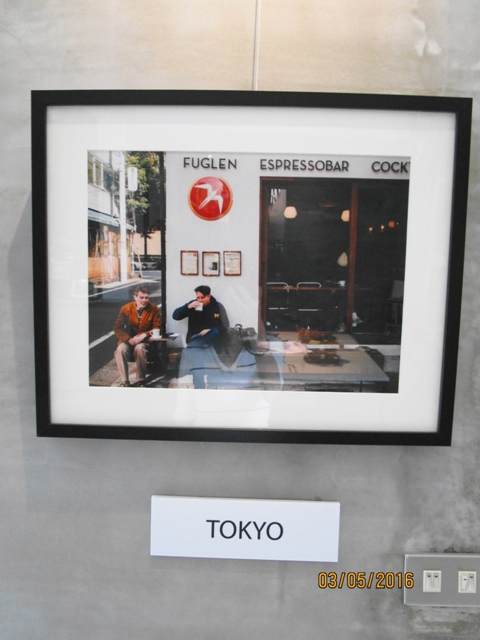 FUGLEN ESPRESSOBAR COCK
TOKYO
03/05/2016